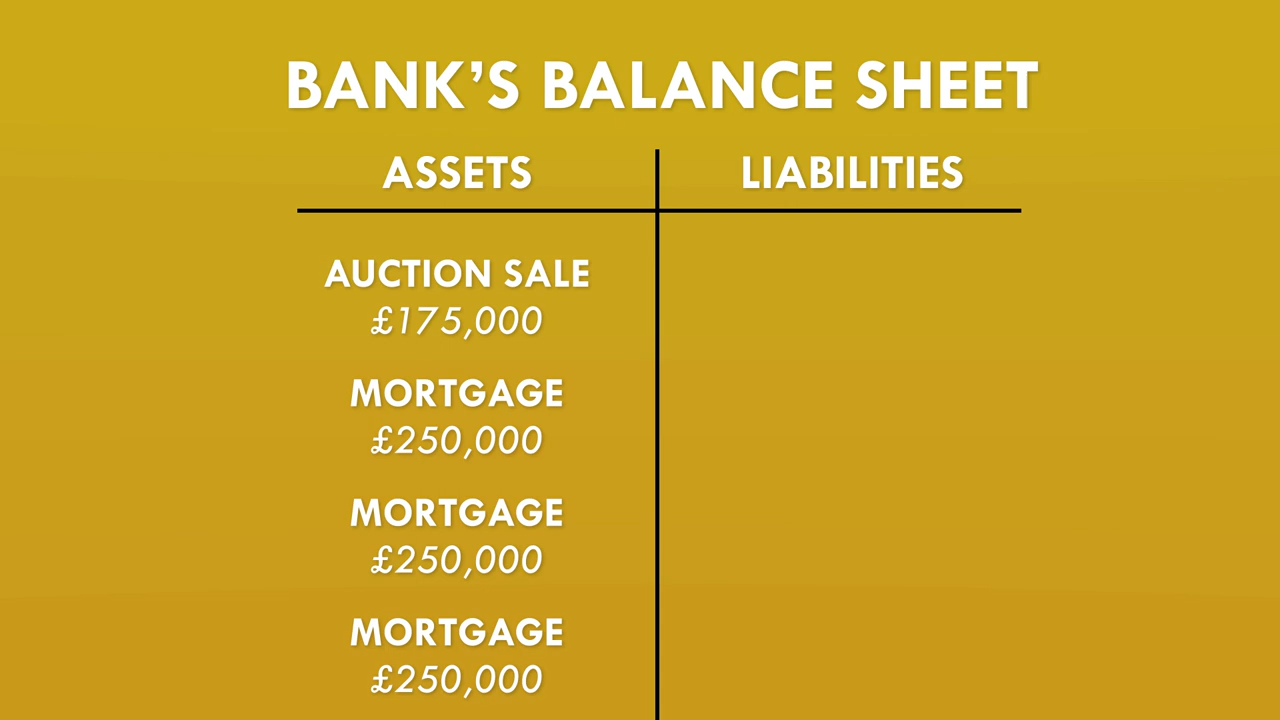 BANK’S BALANCE SHEET
ASSETS
LIABILITIES
AUCTION SALE
£175,000
MORTGAGE
£250,000
MORTGAGE
£250,000
MORTGAGE
£250,000